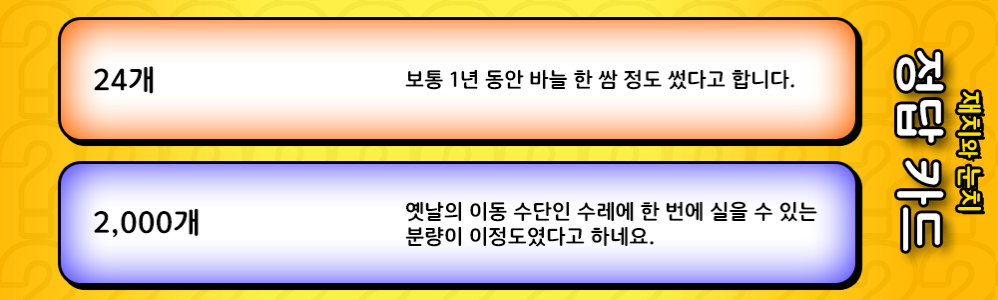 24개
보통 1년 동안 바늘 한 쌈 정도 썼다고 합니다.
2,000개
옛날의 이동 수단인 수레에 한 번에 실을 수 있는
분량이 이정도였다고 하네요.
재치와 눈치
정답 카드